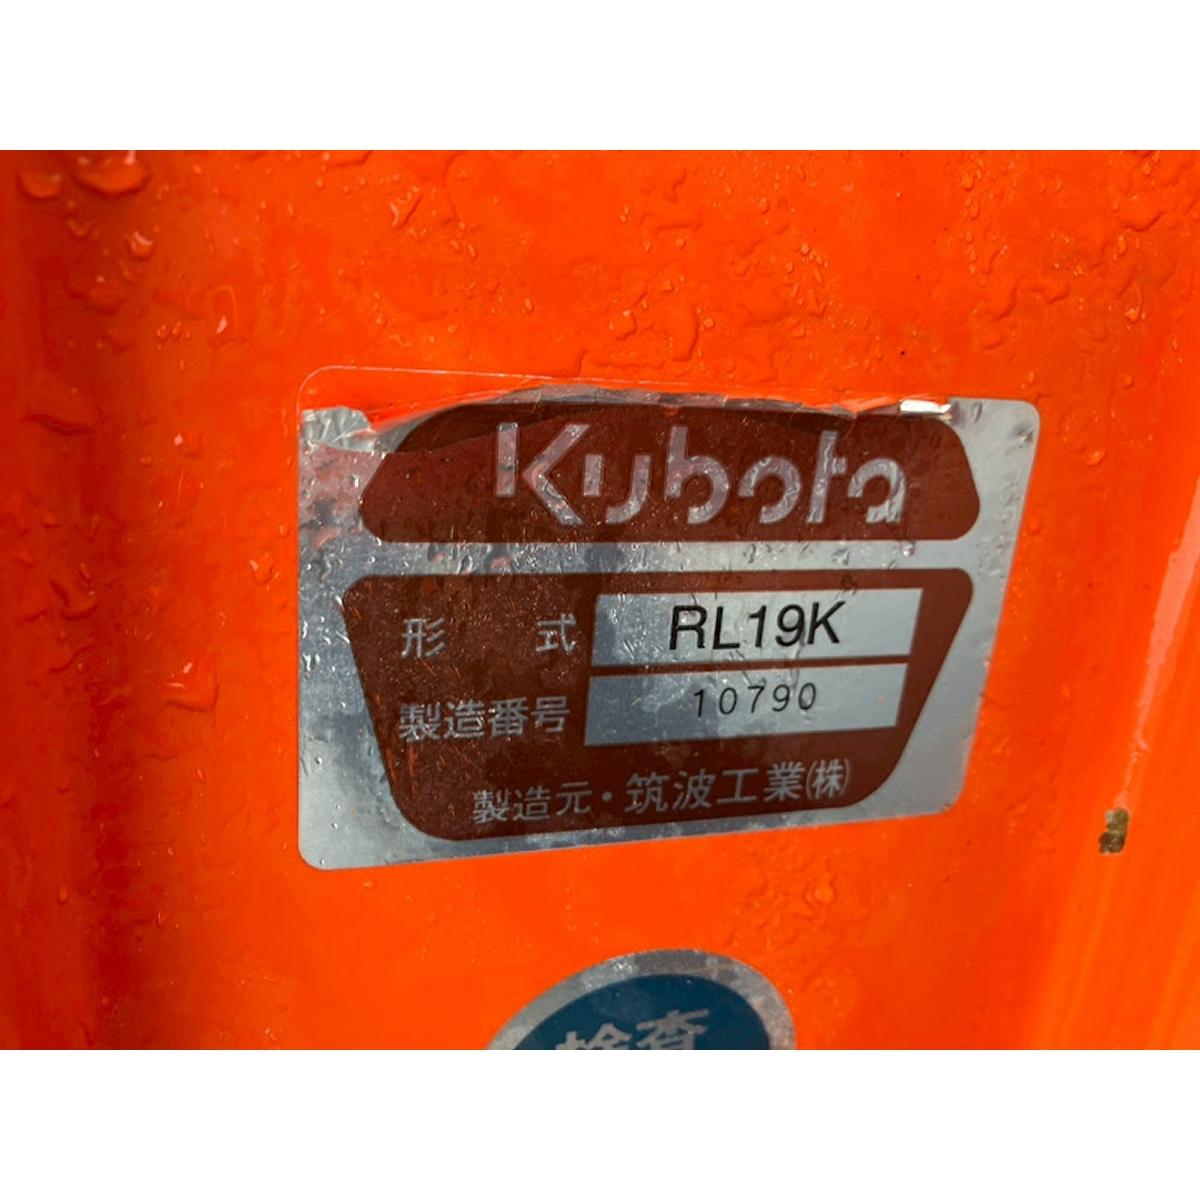 Kubota
形 式 RL19K
製造番号 10790
製造元・筑波工業㈱
検査